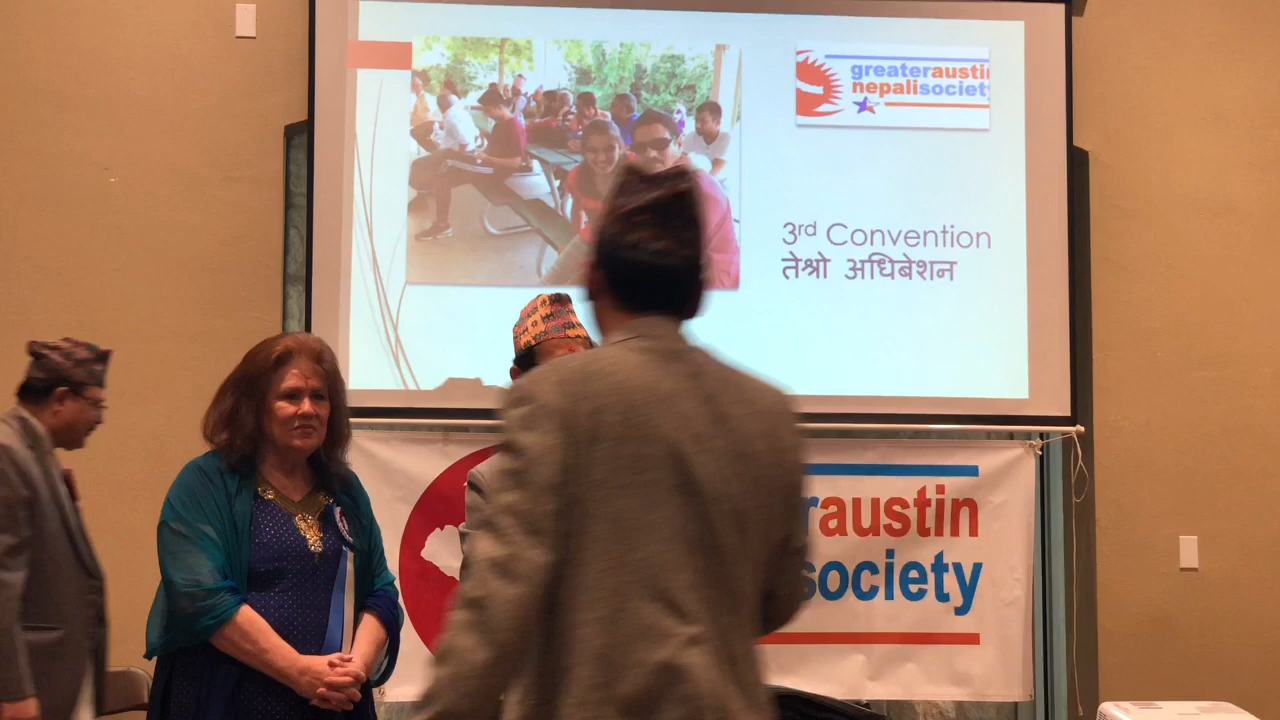 greateraustin
nepalisociety
3rd Convention
तेश्रो अधिबेशन
raustin
society